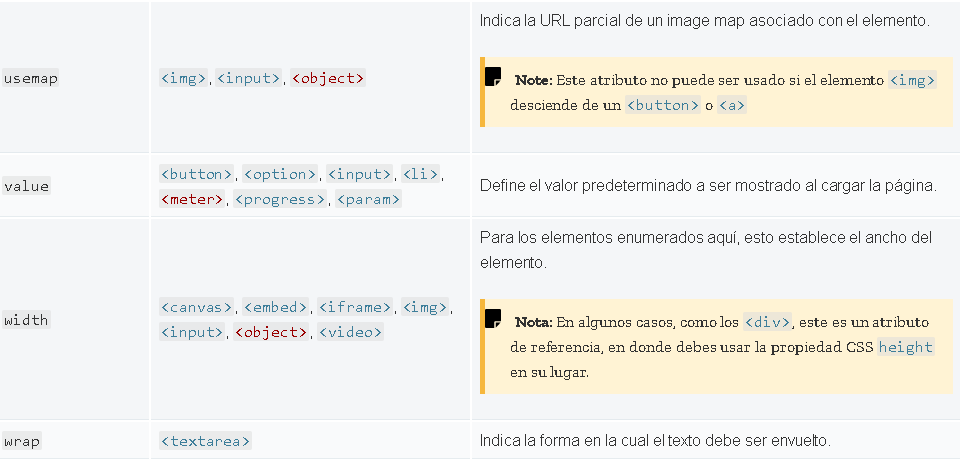 Indica la URL parcial de un image map asociado con el elemento.
usemap
<img>, <input>, <object>
Note: Este atributo no puede ser usado si el elemento <img>
desciende de un <button> o <a>
value
<button>, <option>, <input>, <li>,
<meter>, <progress>, <param>
Define el valor predeterminado a ser mostrado al cargar la página.
width
<canvas>, <embed>, <iframe>, <img>,
<input>, <object>, <video>
Para los elementos enumerados aquí, esto establece el ancho del
elemento.
Nota: En algunos casos, como los <div>, este es un atributo
de referencia, en donde debes usar la propiedad CSS height
en su lugar.
wrap
<textarea>
Indica la forma en la cual el texto debe ser envuelto.